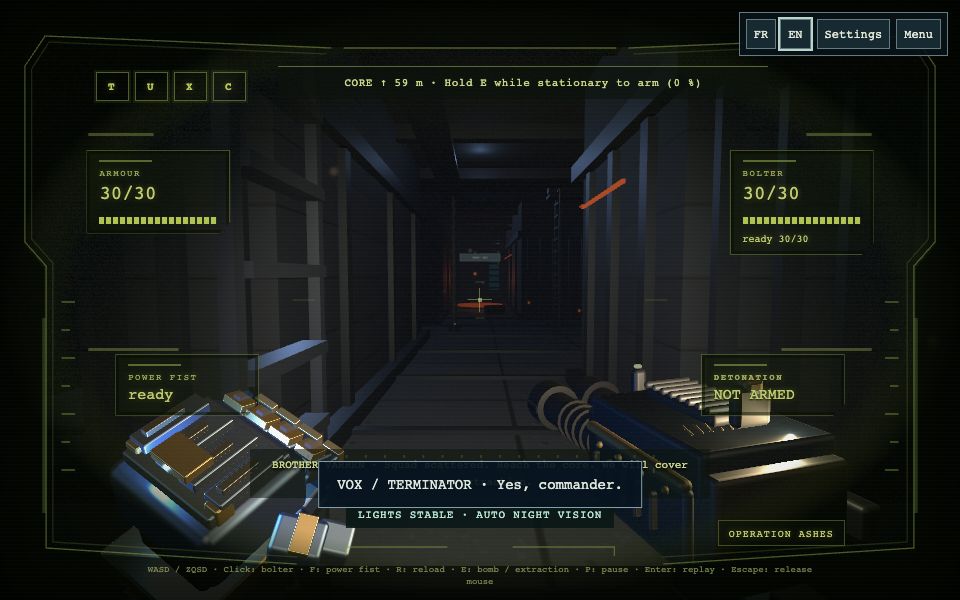 FR EN Settings Menu
T U X C
CORE ↑ 59 m · Hold E while stationary to arm (0 %)
ARMOUR
30/30
BOLTER
30/30
ready 30/30
POWER FIST
ready
DETONATION
NOT ARMED
BROTHER VARREN · Squad scattered. Reach the core. We will cover
VOX / TERMINATOR · Yes, commander.
LIGHTS STABLE · AUTO NIGHT VISION
OPERATION ASHES
WASD / ZQSD · Click: bolter · F: power fist · R: reload · E: bomb / extraction · P: pause · Enter: replay · Escape: release
mouse